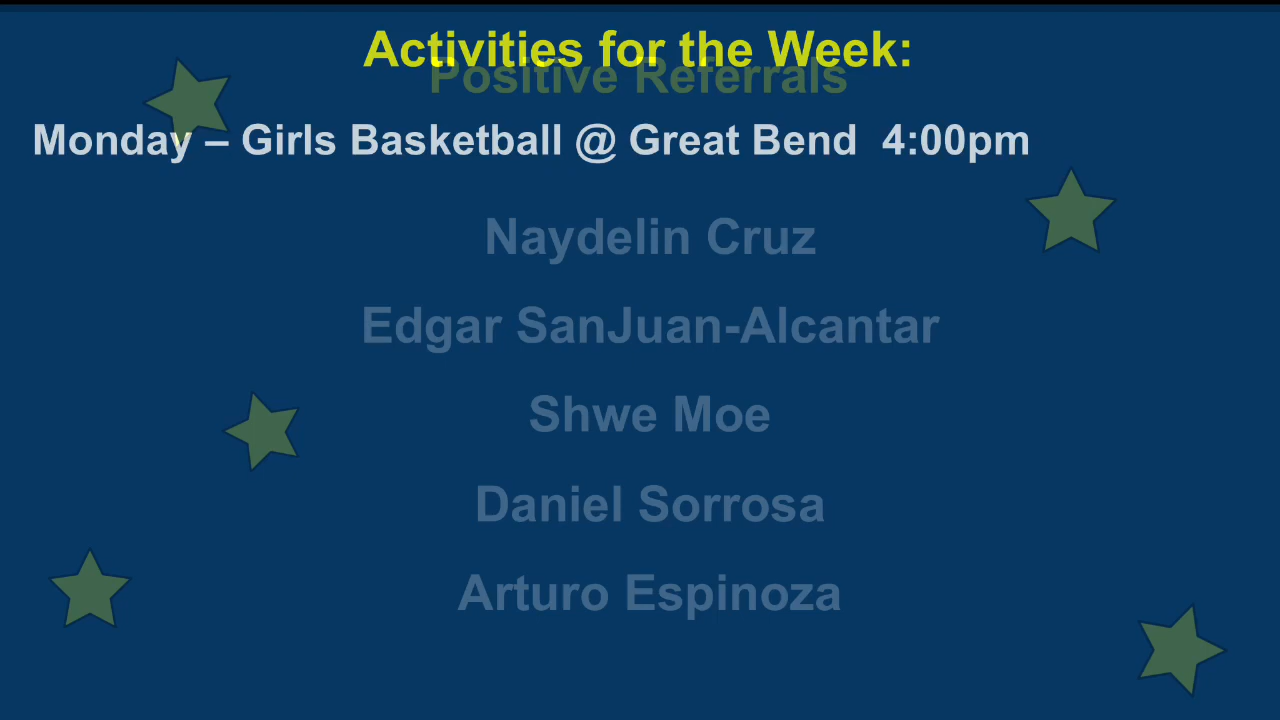 Activities for the Week:
Positive Referrals
Monday – Girls Basketball @ Great Bend 4:00pm
Naydelin Cruz
Edgar SanJuan-Alcantar
Shwe Moe
Daniel Sorrosa
Arturo Espinoza